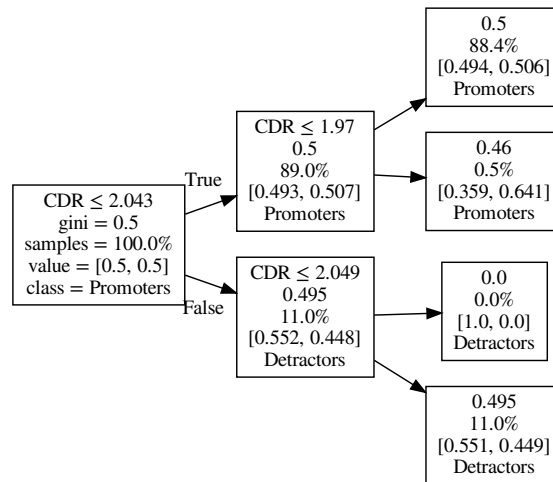 CDR ≤ 2.043
gini = 0.5
samples = 100.0%
value = [0.5, 0.5]
class = Promoters
True
False
CDR ≤ 1.97
0.5
89.0%
[0.493, 0.507]
Promoters
CDR ≤ 2.049
0.495
11.0%
[0.552, 0.448]
Detractors
0.5
88.4%
[0.494, 0.506]
Promoters
0.46
0.5%
[0.359, 0.641]
Promoters
0.0
0.0%
[1.0, 0.0]
Detractors
0.495
11.0%
[0.551, 0.449]
Detractors